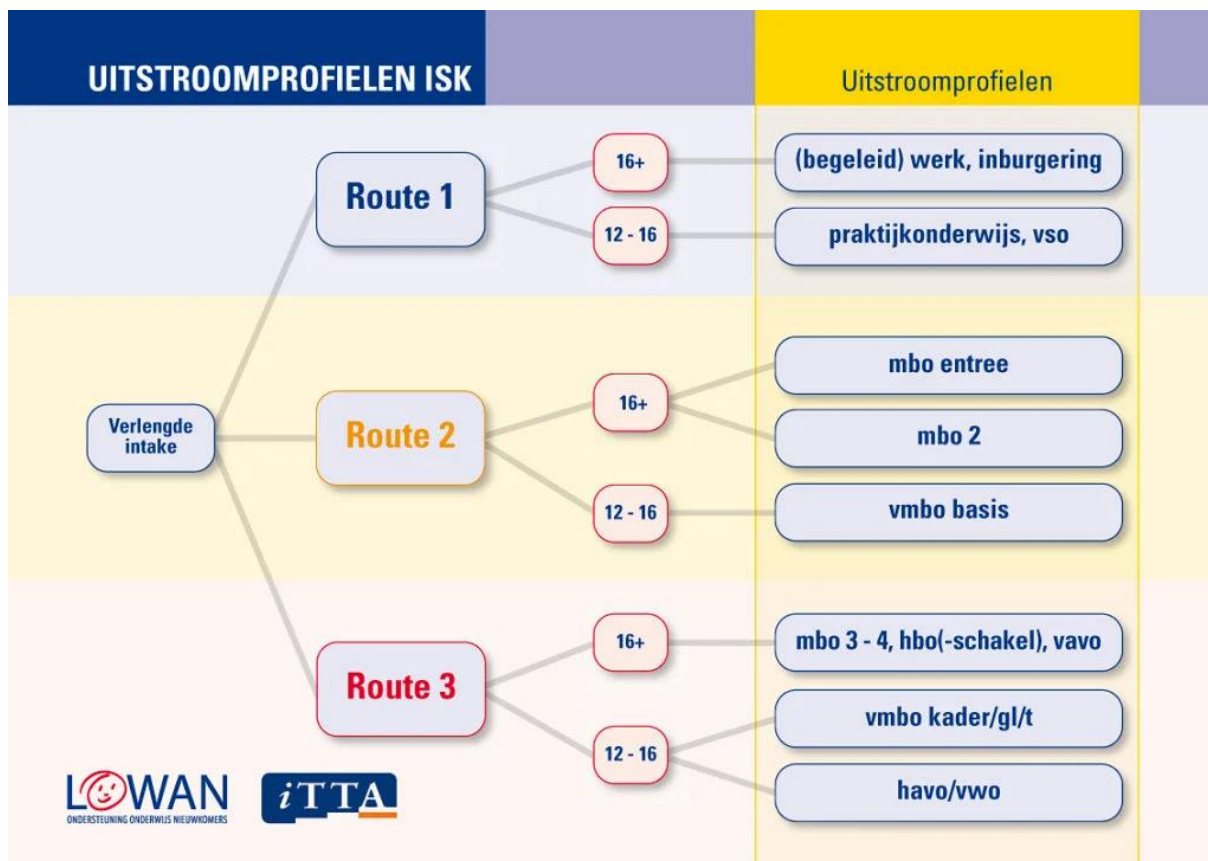 UITSTROOMPROFIELEN ISK
Uitstroomprofielen
Route 1
16+
(begeleid) werk, inburgering
12 - 16
praktijkonderwijs, vso
Verlengde
intake
Route 2
16+
mbo entree
mbo 2
12 - 16
vmbo basis
Route 3
16+
mbo 3 - 4, hbo(-schakel), vavo
12 - 16
vmbo kader/gl/t
havo/vwo
LOWAN
ONDERSTEUNING ONDERWIJS NIEUWKOMERS
iTTA